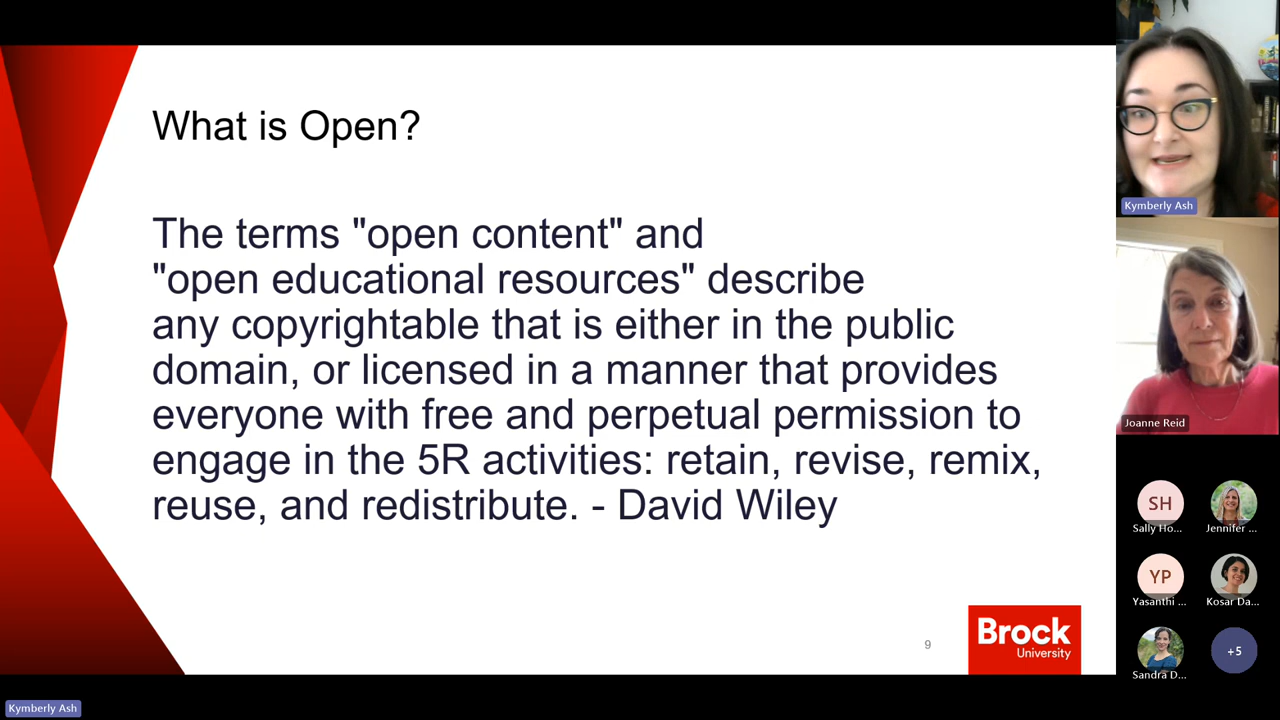 What is Open?
The terms "open content" and
"open educational resources" describe
any copyrightable that is either in the public
domain, or licensed in a manner that provides
everyone with free and perpetual permission to
engage in the 5R activities: retain, revise, remix,
reuse, and redistribute. - David Wiley
9
Brock
University
Kymberly Ash
Joanne Reid
SH
Sally Ho...
Jennifer ...
YP
Yasanthi ...
Kosar Da...
Sandra D...
+5
Kymberly Ash